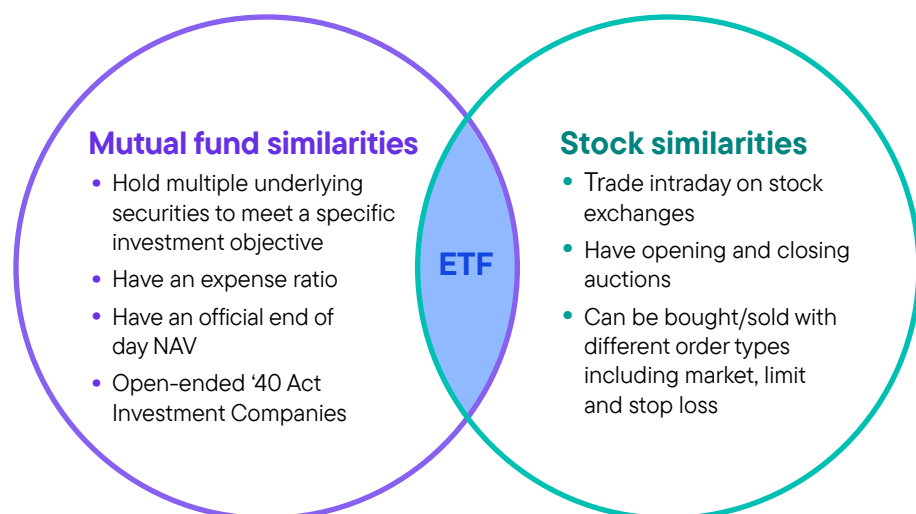 Mutual fund similarities
• Hold multiple underlying
securities to meet a specific
investment objective
• Have an expense ratio
• Have an official end of
day NAV
• Open-ended ‘40 Act
Investment Companies
ETF
Stock similarities
• Trade intraday on stock
exchanges
• Have opening and closing
auctions
• Can be bought/sold with
different order types
including market, limit
and stop loss